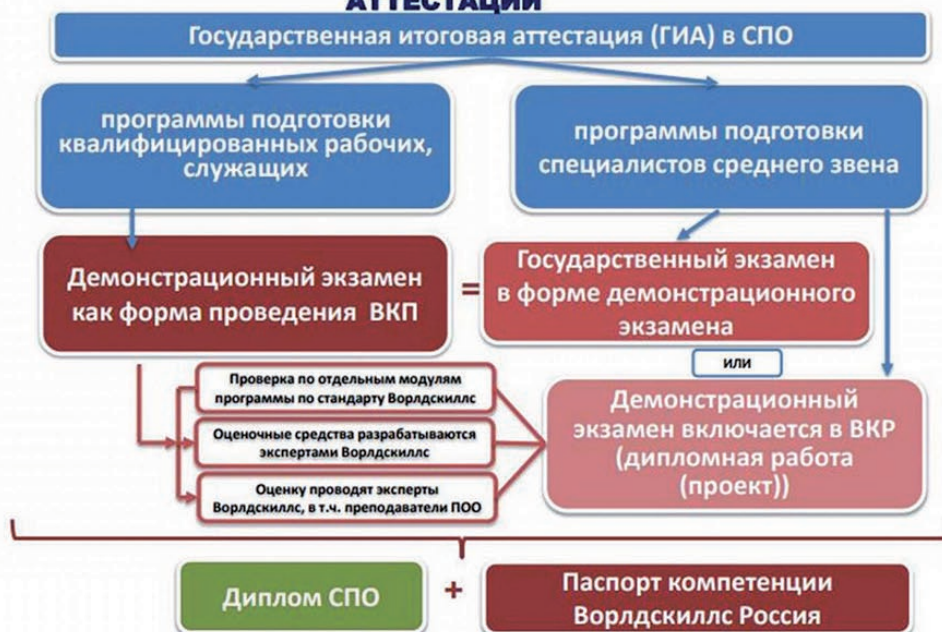 АТТЕСТАЦИИ
Государственная итоговая аттестация (ГИА) в СПО
программы подготовки
квалифицированных рабочих,
служащих
программы подготовки
специалистов среднего звена
Демонстрационный экзамен
как форма проведения ВКП
=
Государственный экзамен
в форме демонстрационного
экзамена
или
Проверка по отдельным модулям
программы по стандарту Ворлдскиллс
Оценочные средства разрабатываются
экспертами Ворлдскиллс
Оценку проводят эксперты
Ворлдскиллс, в т.ч. преподаватели ПОО
Демонстрационный
экзамен включается в ВКР
(дипломная работа
(проект))
Диплом СПО
+
Паспорт компетенции
Ворлдскиллс Россия